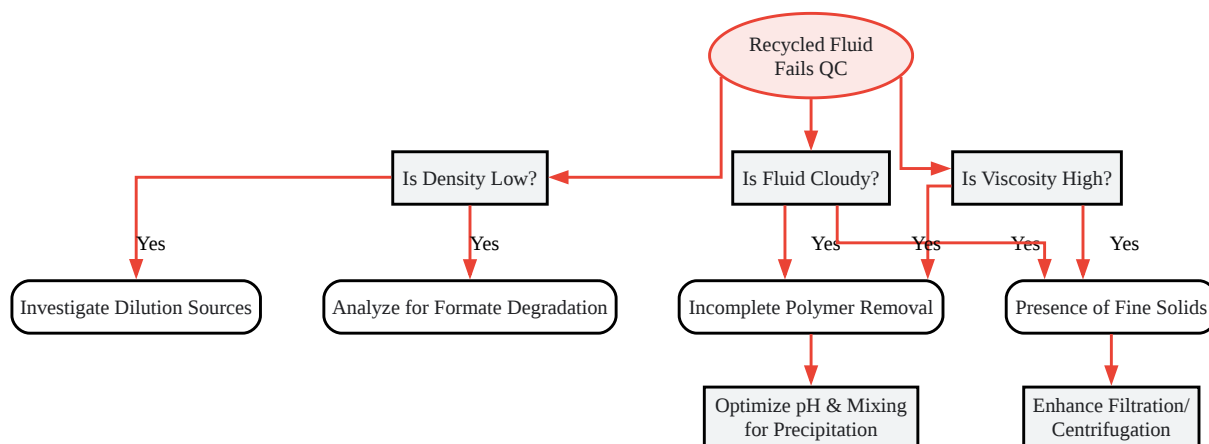 Recycled Fluid
Fails QC
Is Density Low?
Is Fluid Cloudy?
Is Viscosity High?
Yes
Yes
Yes
Yes
Yes
Yes
Investigate Dilution Sources
Analyze for Formate Degradation
Incomplete Polymer Removal
Presence of Fine Solids
Optimize pH & Mixing
for Precipitation
Enhance Filtration/
Centrifugation